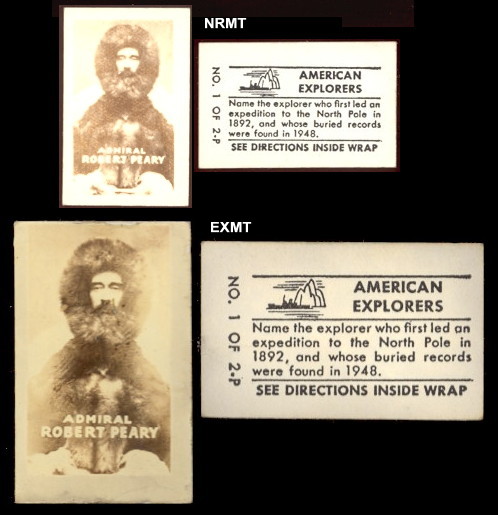 NRMT
ADMIRAL
ROBERT PEARY
NO. 1 OF 2-P
AMERICAN
EXPLORERS
Name the explorer who first led an
expedition to the North Pole in
1892, and whose buried records
were found in 1948.
SEE DIRECTIONS INSIDE WRAP
EXMT
ADMIRAL
ROBERT PEARY
NO. 1 OF 2-P
AMERICAN
EXPLORERS
Name the explorer who first led an
expedition to the North Pole in
1892, and whose buried records
were found in 1948.
SEE DIRECTIONS INSIDE WRAP